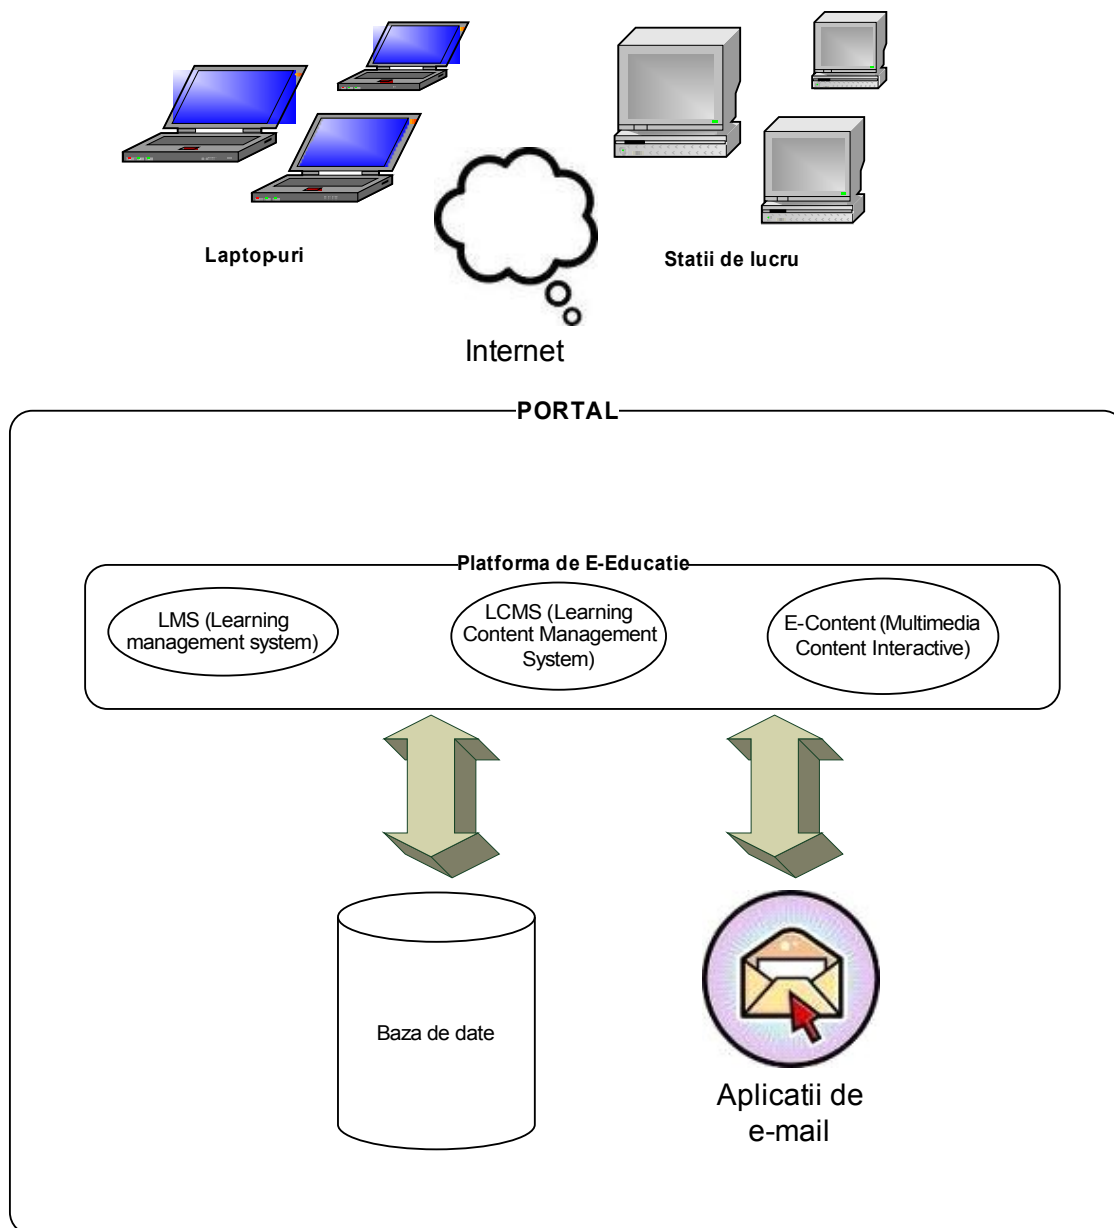 Laptop-uri
Statii de lucru
Internet
PORTAL
Platforma de E-Educatie
LMS (Learning
management system)
LCMS (Learning
Content Management
System)
E-Content (Multimedia
Content Interactive)
Baza de date
Aplicatii de
e-mail